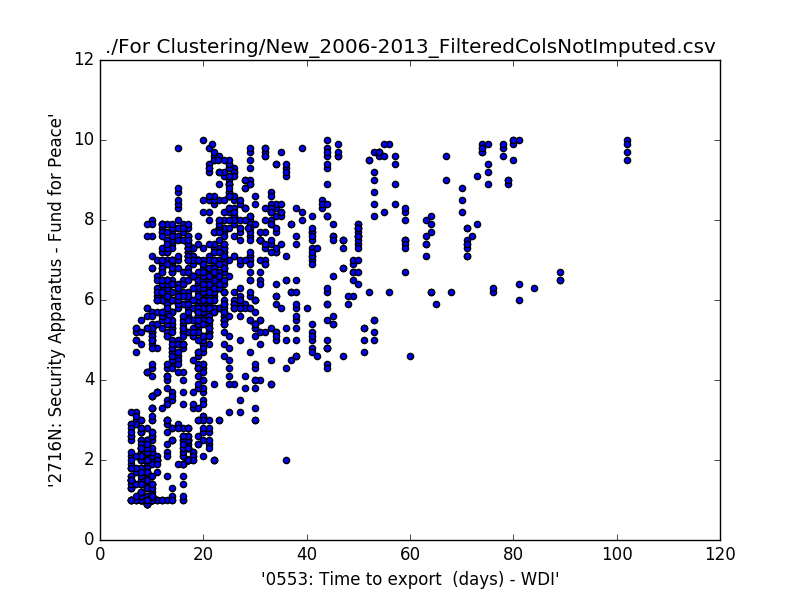 ./For Clustering/New_2006-2013_FilteredColsNotImputed.csv
12
10
8
6
4
2
0
'2716N: Security Apparatus - Fund for Peace'
0 20 40 60 80 100 120
'0553: Time to export  (days) - WDI'